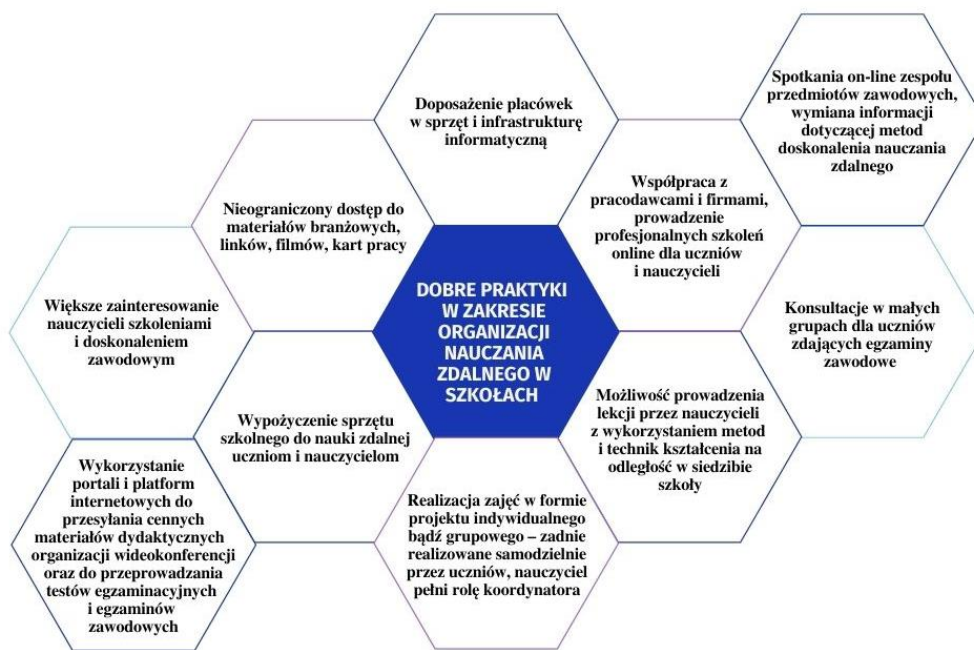 Doposażenie placówek
w sprzęt i infrastrukturę
informatyczną
Spotkania on-line zespołu
przedmiotów zawodowych,
wymiana informacji
dotyczącej metod
doskonalenia nauczania
zdalnego
Nieograniczony dostęp do
materiałów branżowych,
linków, filmów, kart pracy
Współpraca z
pracodawcami i firmami,
prowadzenie
profesjonalnych szkoleń
online dla uczniów
i nauczycieli
Większe zainteresowanie
nauczycieli szkoleniami
i doskonaleniem
zawodowym
DOBRE PRAKTYKI
W ZAKRESIE
ORGANIZACJI
NAUCZANIA
ZDALNEGO W
SZKOŁACH
Konsultacje w małych
grupach dla uczniów
zdających egzaminy
zawodowe
Wypożyczenie sprzętu
szkolnego do nauki zdalnej
uczniom i nauczycielom
Możliwość prowadzenia
lekcji przez nauczycieli
z wykorzystaniem metod
i technik kształcenia na
odległość w siedzibie
szkoły
Wykorzystanie
portali i platform
internetowych do
przesyłania cennych
materiałów dydaktycznych
organizacji wideokonferencji
oraz do przeprowadzania
testów egzaminacyjnych
i egzaminów
zawodowych
Realizacja zajęć w formie
projektu indywidualnego
bądź grupowego – zadnie
realizowane samodzielnie
przez uczniów, nauczyciel
pełni rolę koordynatora